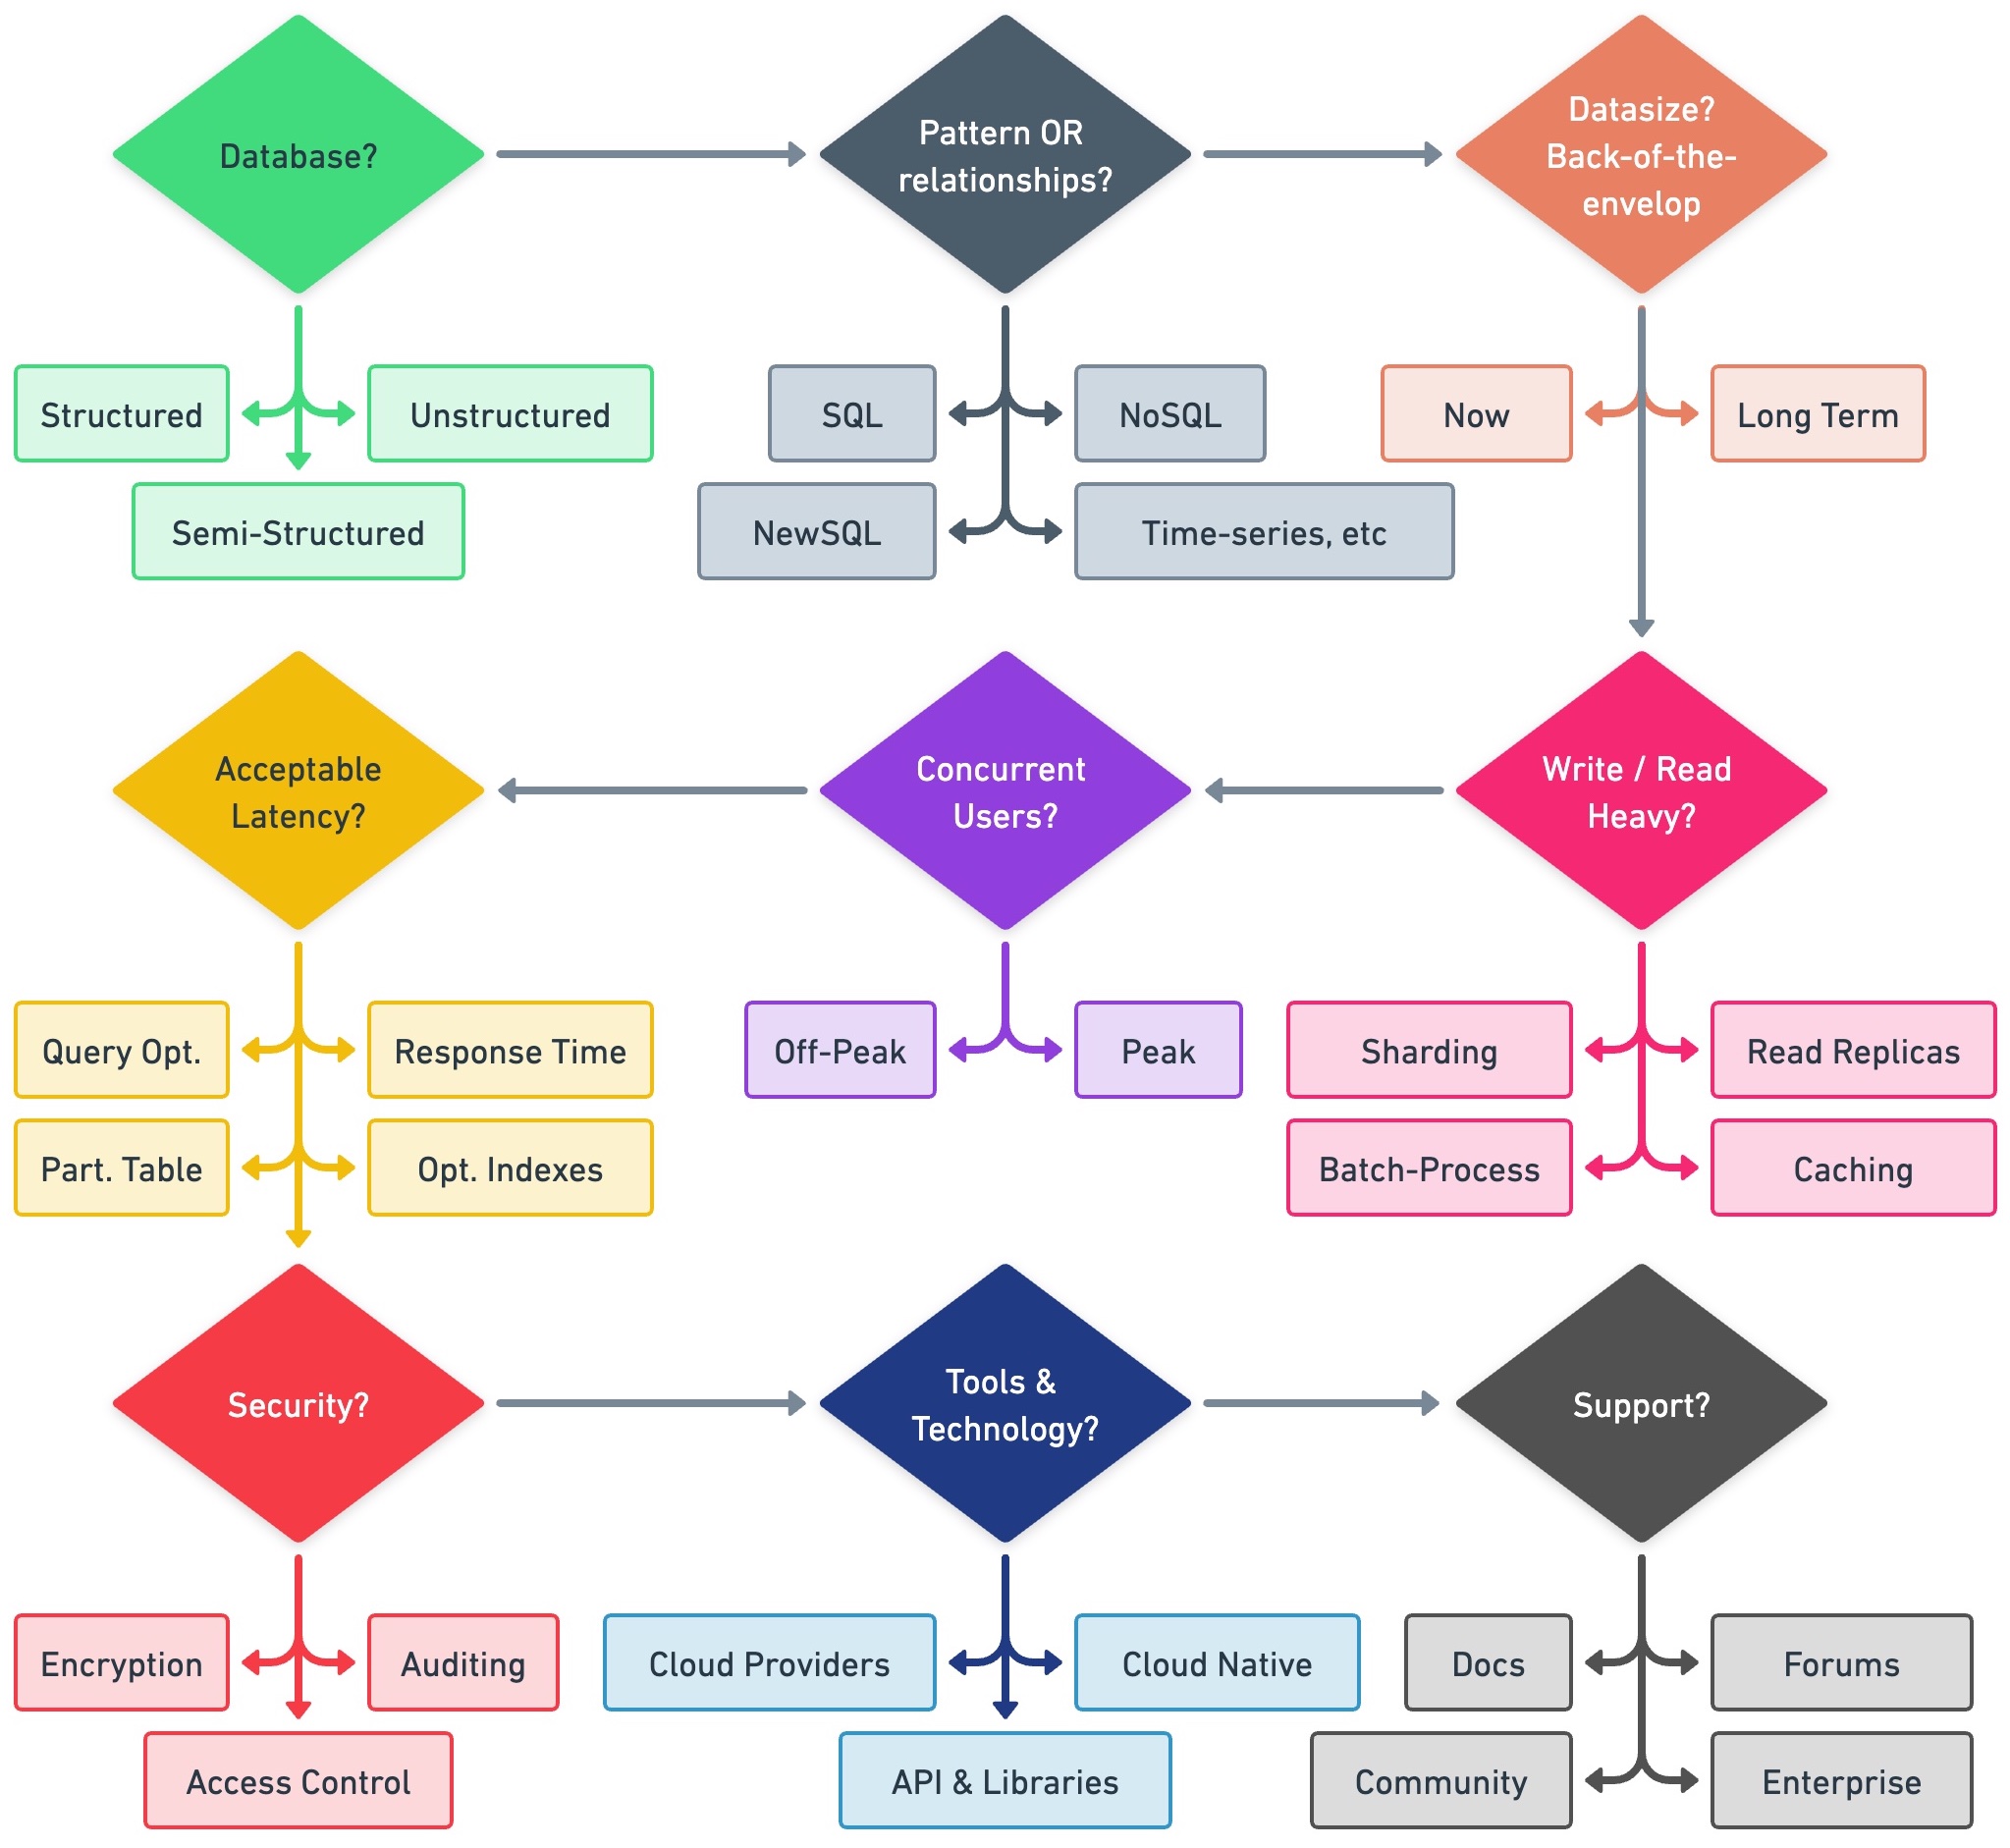 Database?
Pattern OR
relationships?
Datasize?
Back-of-the-
envelop
Structured
Unstructured
Semi-Structured
SQL
NoSQL
NewSQL
Time-series, etc
Now
Long Term
Acceptable
Latency?
Concurrent
Users?
Write / Read
Heavy?
Query Opt.
Response Time
Part. Table
Opt. Indexes
Off-Peak
Peak
Sharding
Read Replicas
Batch-Process
Caching
Security?
Tools &
Technology?
Support?
Encryption
Auditing
Access Control
Cloud Providers
Cloud Native
API & Libraries
Docs
Forums
Community
Enterprise